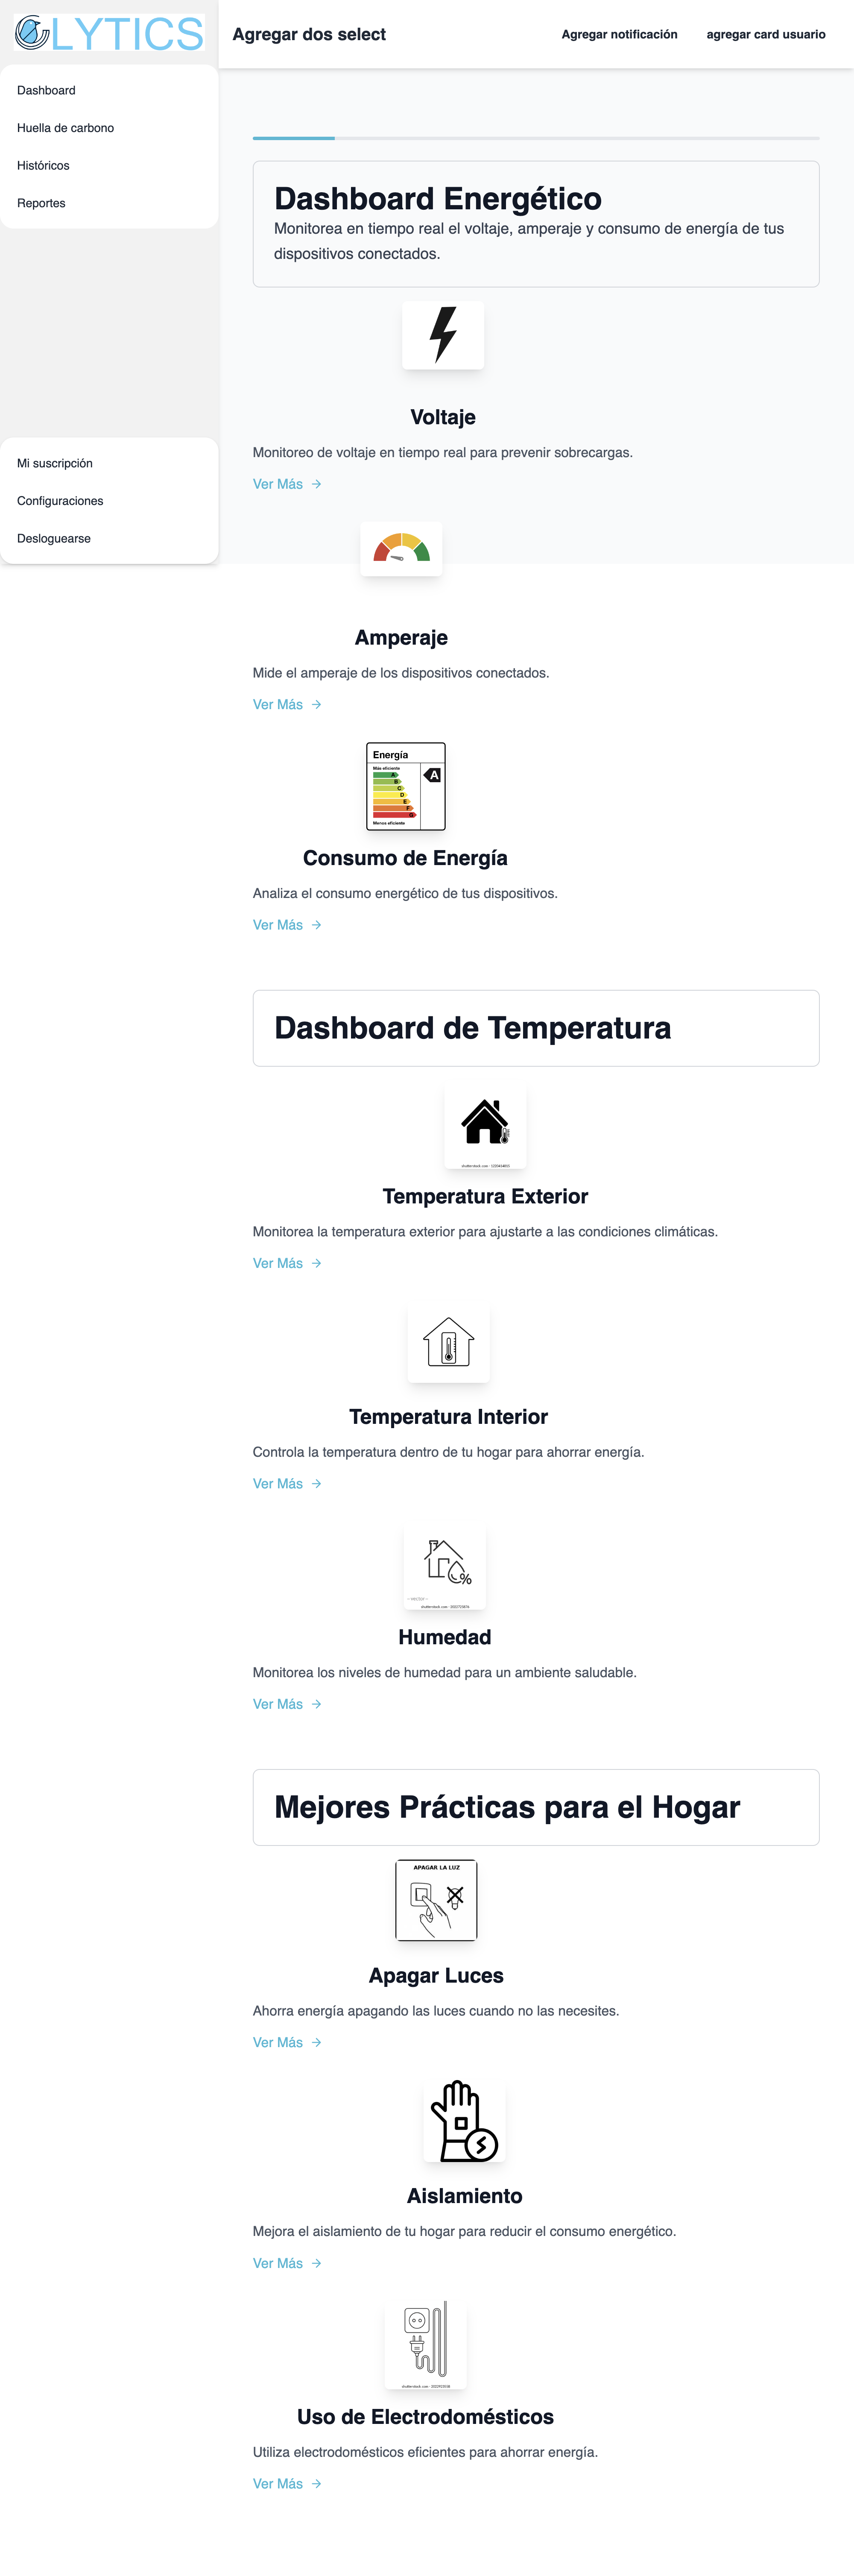 LYTICS
Dashboard
Huella de carbono
Históricos
Reportes
Mi suscripción
Configuraciones
Desloguearse
Agregar dos select
Agregar notificación
agregar card usuario
Dashboard Energético
Monitorea en tiempo real el voltaje, amperaje y consumo de energía de tus
dispositivos conectados.
Voltaje
Monitoreo de voltaje en tiempo real para prevenir sobrecargas.
Ver Más →
Amperaje
Mide el amperaje de los dispositivos conectados.
Ver Más →
Energía
Más eficiente
A
A
B
C
D
E
F
G
Menos eficiente
Consumo de Energía
Analiza el consumo energético de tus dispositivos.
Ver Más →
Dashboard de Temperatura
Temperatura Exterior
Monitorea la temperatura exterior para ajustarte a las condiciones climáticas.
Ver Más →
Temperatura Interior
Controla la temperatura dentro de tu hogar para ahorrar energía.
Ver Más →
%
Humedad
Monitorea los niveles de humedad para un ambiente saludable.
Ver Más →
Mejores Prácticas para el Hogar
APAGAR LA LUZ
Apagar Luces
Ahorra energía apagando las luces cuando no las necesites.
Ver Más →
Aislamiento
Mejora el aislamiento de tu hogar para reducir el consumo energético.
Ver Más →
Uso de Electrodomésticos
Utiliza electrodomésticos eficientes para ahorrar energía.
Ver Más →